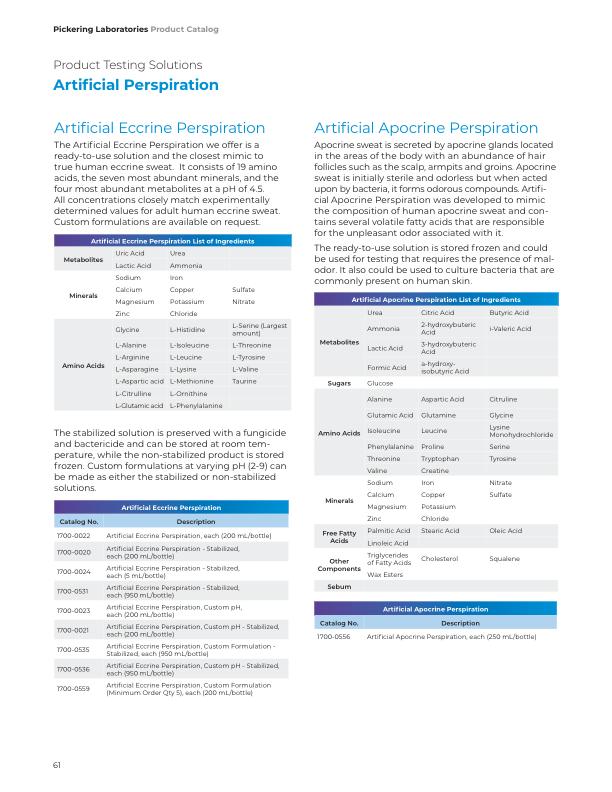 Pickering Laboratories Product Catalog
Product Testing Solutions
Artificial Perspiration
Artificial Eccrine Perspiration
The Artificial Eccrine Perspiration we offer is a
ready-to-use solution and the closest mimic to
true human eccrine sweat. It consists of 19 amino
acids, the seven most abundant minerals, and the
four most abundant metabolites at a pH of 4.5.
All concentrations closely match experimentally
determined values for adult human eccrine sweat.
Custom formulations are available on request.
Artificial Eccrine Perspiration List of Ingredients
Metabolites
Uric Acid Urea
Lactic Acid Ammonia
Minerals
Sodium Iron
Calcium Copper Sulfate
Magnesium Potassium Nitrate
Zinc Chloride
Amino Acids
Glycine L-Histidine L-Serine (Largest
amount)
L-Alanine L-Isoleucine L-Threonine
L-Arginine L-Leucine L-Tyrosine
L-Asparagine L-Lysine L-Valine
L-Aspartic acid L-Methionine Taurine
L-Citrulline L-Ornithine
L-Glutamic acid L-Phenylalanine
The stabilized solution is preserved with a fungicide
and bactericide and can be stored at room tem-
perature, while the non-stabilized product is stored
frozen. Custom formulations at varying pH (2-9) can
be made as either the stabilized or non-stabilized
solutions.
Artificial Eccrine Perspiration
Catalog No. Description
1700-0022 Artificial Eccrine Perspiration, each (200 mL/bottle)
1700-0020 Artificial Eccrine Perspiration - Stabilized,
each (200 mL/bottle)
1700-0024 Artificial Eccrine Perspiration - Stabilized,
each (5 mL/bottle)
1700-0531 Artificial Eccrine Perspiration - Stabilized,
each (950 mL/bottle)
1700-0023 Artificial Eccrine Perspiration, Custom pH,
each (200 mL/bottle)
1700-0021 Artificial Eccrine Perspiration, Custom pH - Stabilized,
each (200 mL/bottle)
1700-0535 Artificial Eccrine Perspiration, Custom Formulation -
Stabilized, each (950 mL/bottle)
1700-0536 Artificial Eccrine Perspiration, Custom pH - Stabilized,
each (950 mL/bottle)
1700-0559 Artificial Eccrine Perspiration, Custom Formulation
(Minimum Order Qty 5), each (200 mL/bottle)
Artificial Apocrine Perspiration
Apocrine sweat is secreted by apocrine glands located
in the areas of the body with an abundance of hair
follicles such as the scalp, armpits and groins. Apocrine
sweat is initially sterile and odorless but when acted
upon by bacteria, it forms odorous compounds. Artifi-
cial Apocrine Perspiration was developed to mimic
the composition of human apocrine sweat and con-
tains several volatile fatty acids that are responsible
for the unpleasant odor associated with it.
The ready-to-use solution is stored frozen and could
be used for testing that requires the presence of mal-
odor. It also could be used to culture bacteria that are
commonly present on human skin.
Artificial Apocrine Perspiration List of Ingredients
Metabolites
Urea Citric Acid Butyric Acid
Ammonia 2-hydroxybuteric
Acid i-Valeric Acid
Lactic Acid 3-hydroxybuteric
Acid
Formic Acid a-hydroxy-
isobutyric Acid
Sugars Glucose
Amino Acids
Alanine Aspartic Acid Citruline
Glutamic Acid Glutamine Glycine
Isoleucine Leucine Lysine
Monohydrochloride
Phenylalanine Proline Serine
Threonine Tryptophan Tyrosine
Valine Creatine
Minerals
Sodium Iron Nitrate
Calcium Copper Sulfate
Magnesium Potassium
Zinc Chloride
Free Fatty
Acids
Palmitic Acid Stearic Acid Oleic Acid
Linoleic Acid
Other
Components
Triglycerides
of Fatty Acids Cholesterol Squalene
Wax Esters
Sebum
Artificial Apocrine Perspiration
Catalog No. Description
1700-0556 Artificial Apocrine Perspiration, each (250 mL/bottle)
61